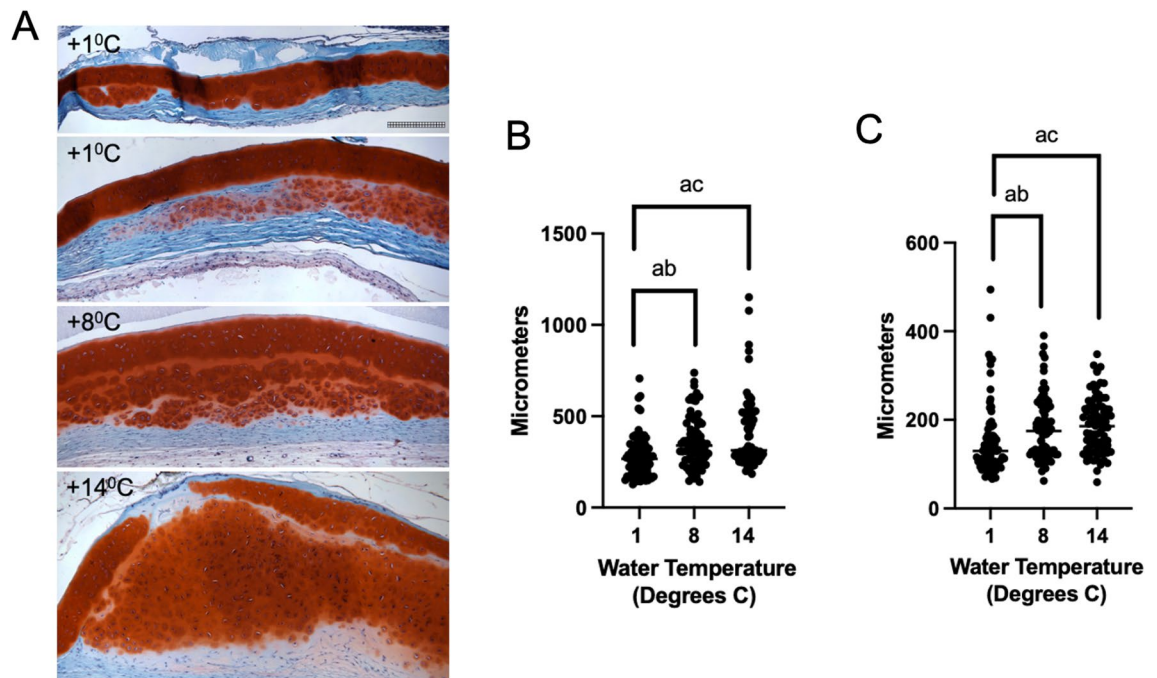 A
+1⁰C
+1⁰C
+8⁰C
+14⁰C
B
ac
ab
1500
1000
500
0
Micrometers
1 8 14
Water Temperature
(Degrees C)
C
ac
ab
600
400
200
0
Micrometers
1 8 14
Water Temperature
(Degrees C)